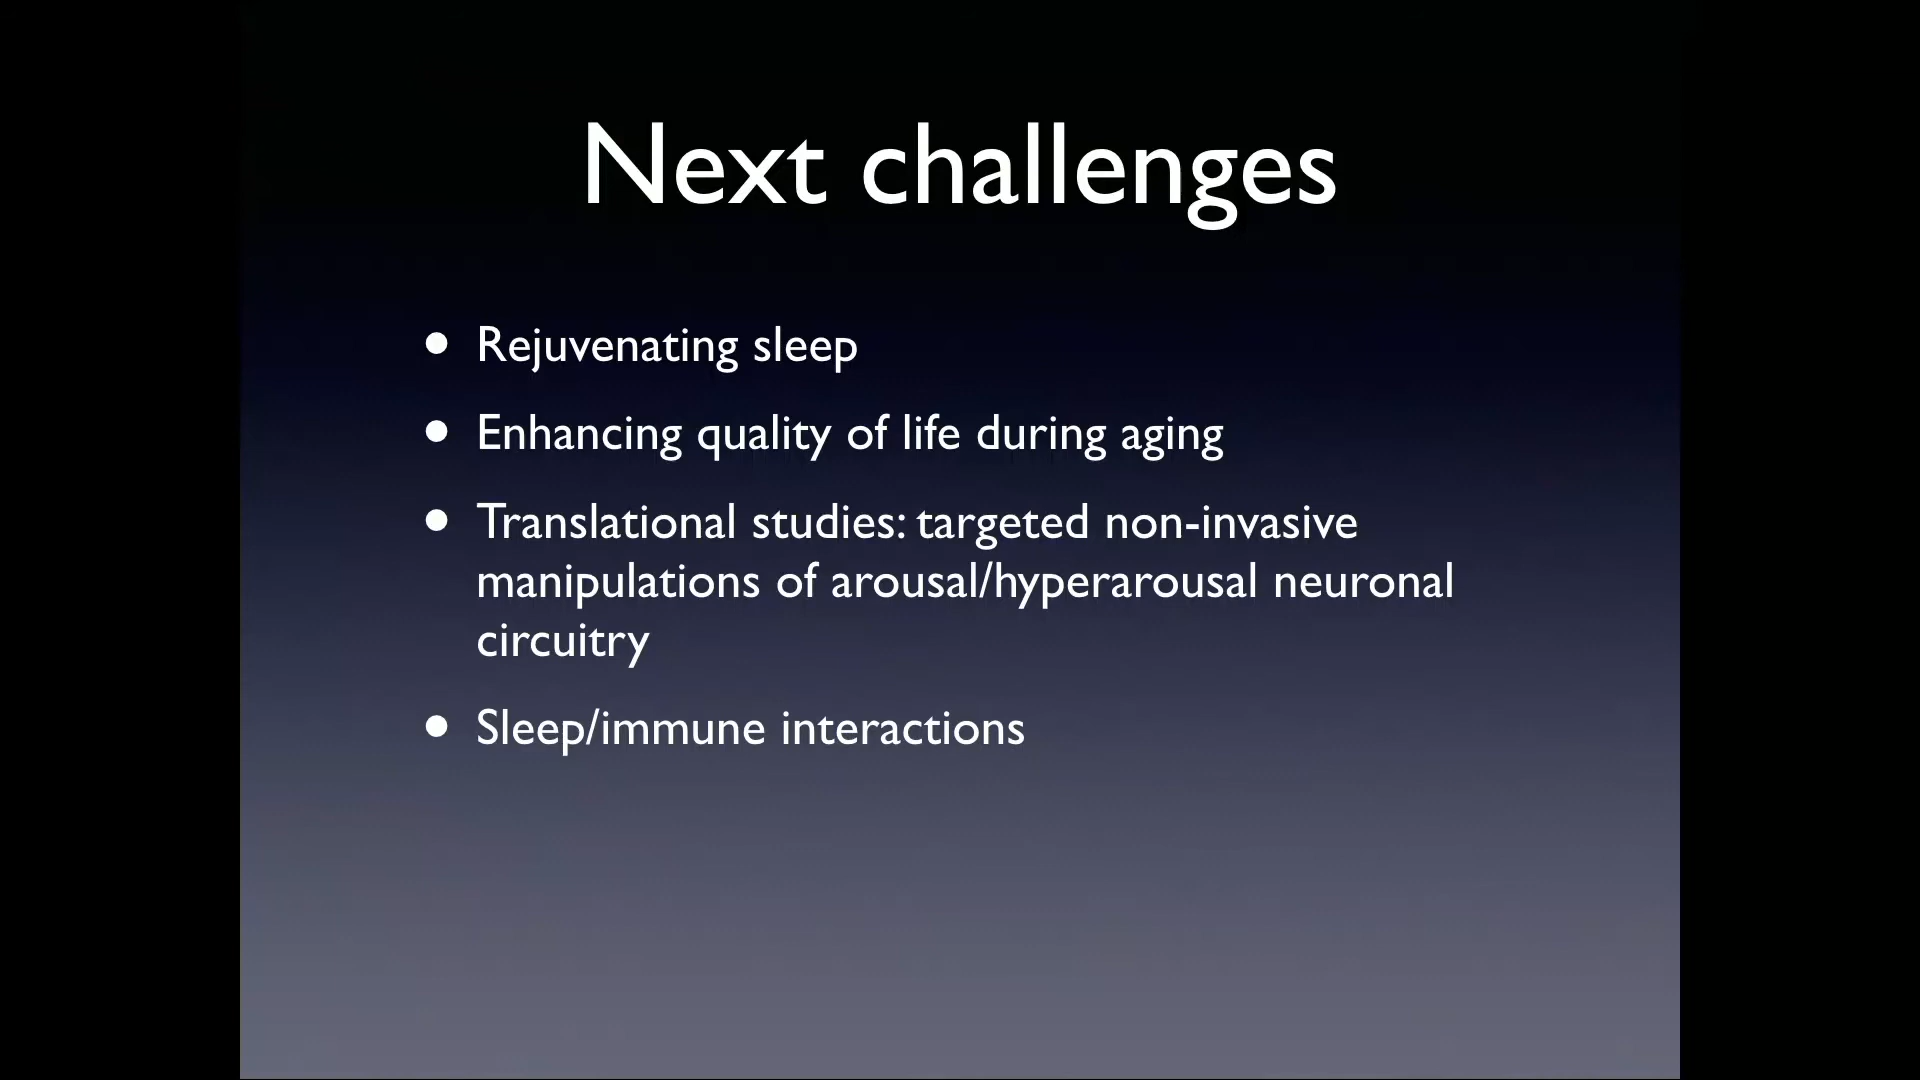 Next challenges
• Rejuvenating sleep
• Enhancing quality of life during aging
• Translational studies: targeted non-invasive
manipulations of arousal/hyperarousal neuronal
circuitry
• Sleep/immune interactions